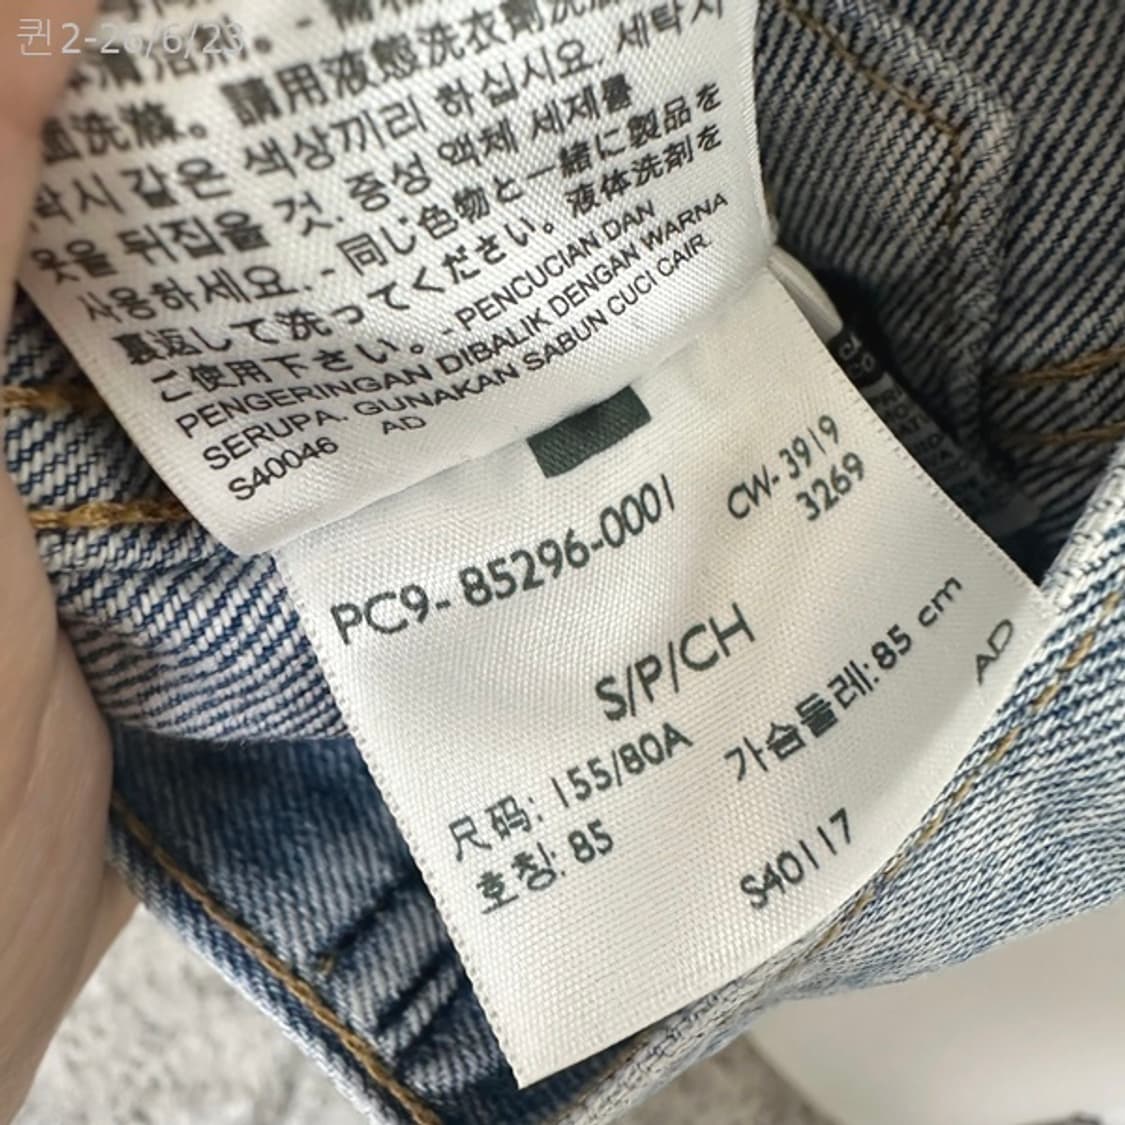 퀸2-26/6/23
請用液態洗衣劑洗
面洗滌。
탁시 같은 색상끼리 하십시오. 세탁시
옷을 뒤집을 것. 중성 액체 세제를
사용하세요. - 同じ色物と一緒に製品を
裏返して洗ってください。液体洗剤を
ご使用下さい。- PENCUCIAN DAN
PENGERINGAN DIBALIK DENGAN WARNA
SERUPA. GUNAKAN SABUN CUCI CAIR.
S40046 AD
PC9-85296-0001 CW-3919
3269
S/P/CH
尺码: 155/80A 가슴둘레: 85 cm
호칭: 85 AD
S40117